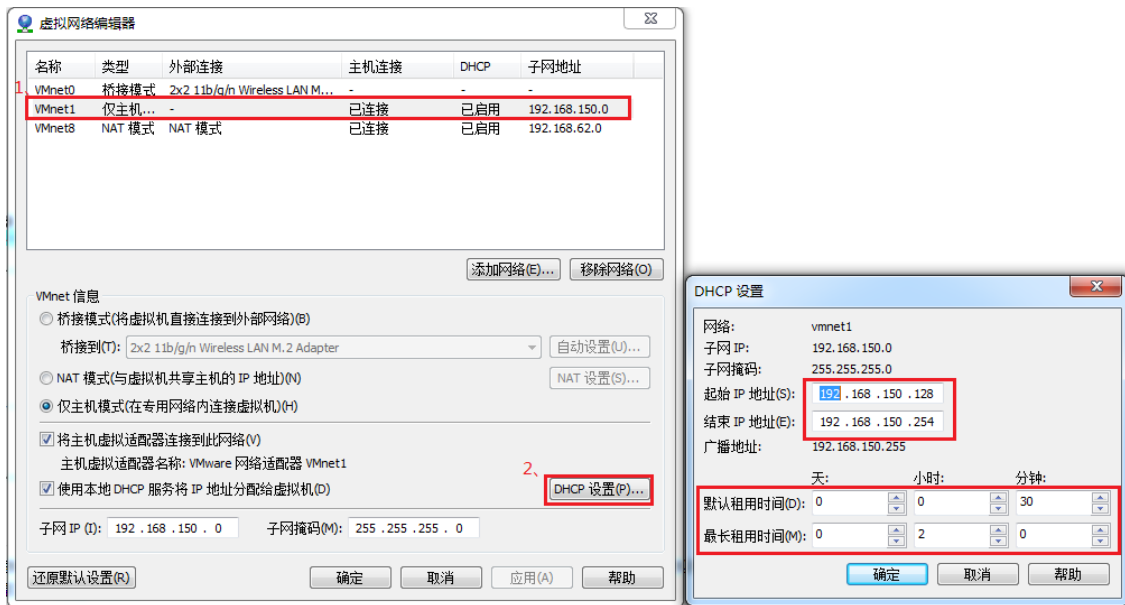 虚拟网络编辑器
名称 类型 外部连接 主机连接 DHCP 子网地址
1、
VMnet0 桥接模式 2x2 11b/g/n Wireless LAN M... - - -
VMnet1 仅主机... - 已连接 已启用 192.168.150.0
VMnet8 NAT 模式 NAT 模式 已连接 已启用 192.168.62.0
添加网络(E)... 移除网络(O)
VMnet 信息
桥接模式(将虚拟机直接连接到外部网络)(B)
桥接到(T): 2x2 11b/g/n Wireless LAN M.2 Adapter 自动设置(U)...
NAT 模式(与虚拟机共享主机的 IP 地址)(N) NAT 设置(S)...
仅主机模式(在专用网络内连接虚拟机)(H)
将主机虚拟适配器连接到此网络(V)
主机虚拟适配器名称: VMware 网络适配器 VMnet1
2、
使用本地 DHCP 服务将 IP 地址分配给虚拟机(D) DHCP 设置(P)...
子网 IP (I): 192 . 168 . 150 . 0 子网掩码(M): 255 . 255 . 255 . 0
还原默认设置(R) 确定 取消 应用(A) 帮助
DHCP 设置
网络: vmnet1
子网 IP: 192.168.150.0
子网掩码: 255.255.255.0
起始 IP 地址(S): 192 . 168 . 150 . 128
结束 IP 地址(E): 192 . 168 . 150 . 254
广播地址: 192.168.150.255
天: 小时: 分钟:
默认租用时间(D): 0 0 30
最长租用时间(M): 0 2 0
确定 取消 帮助